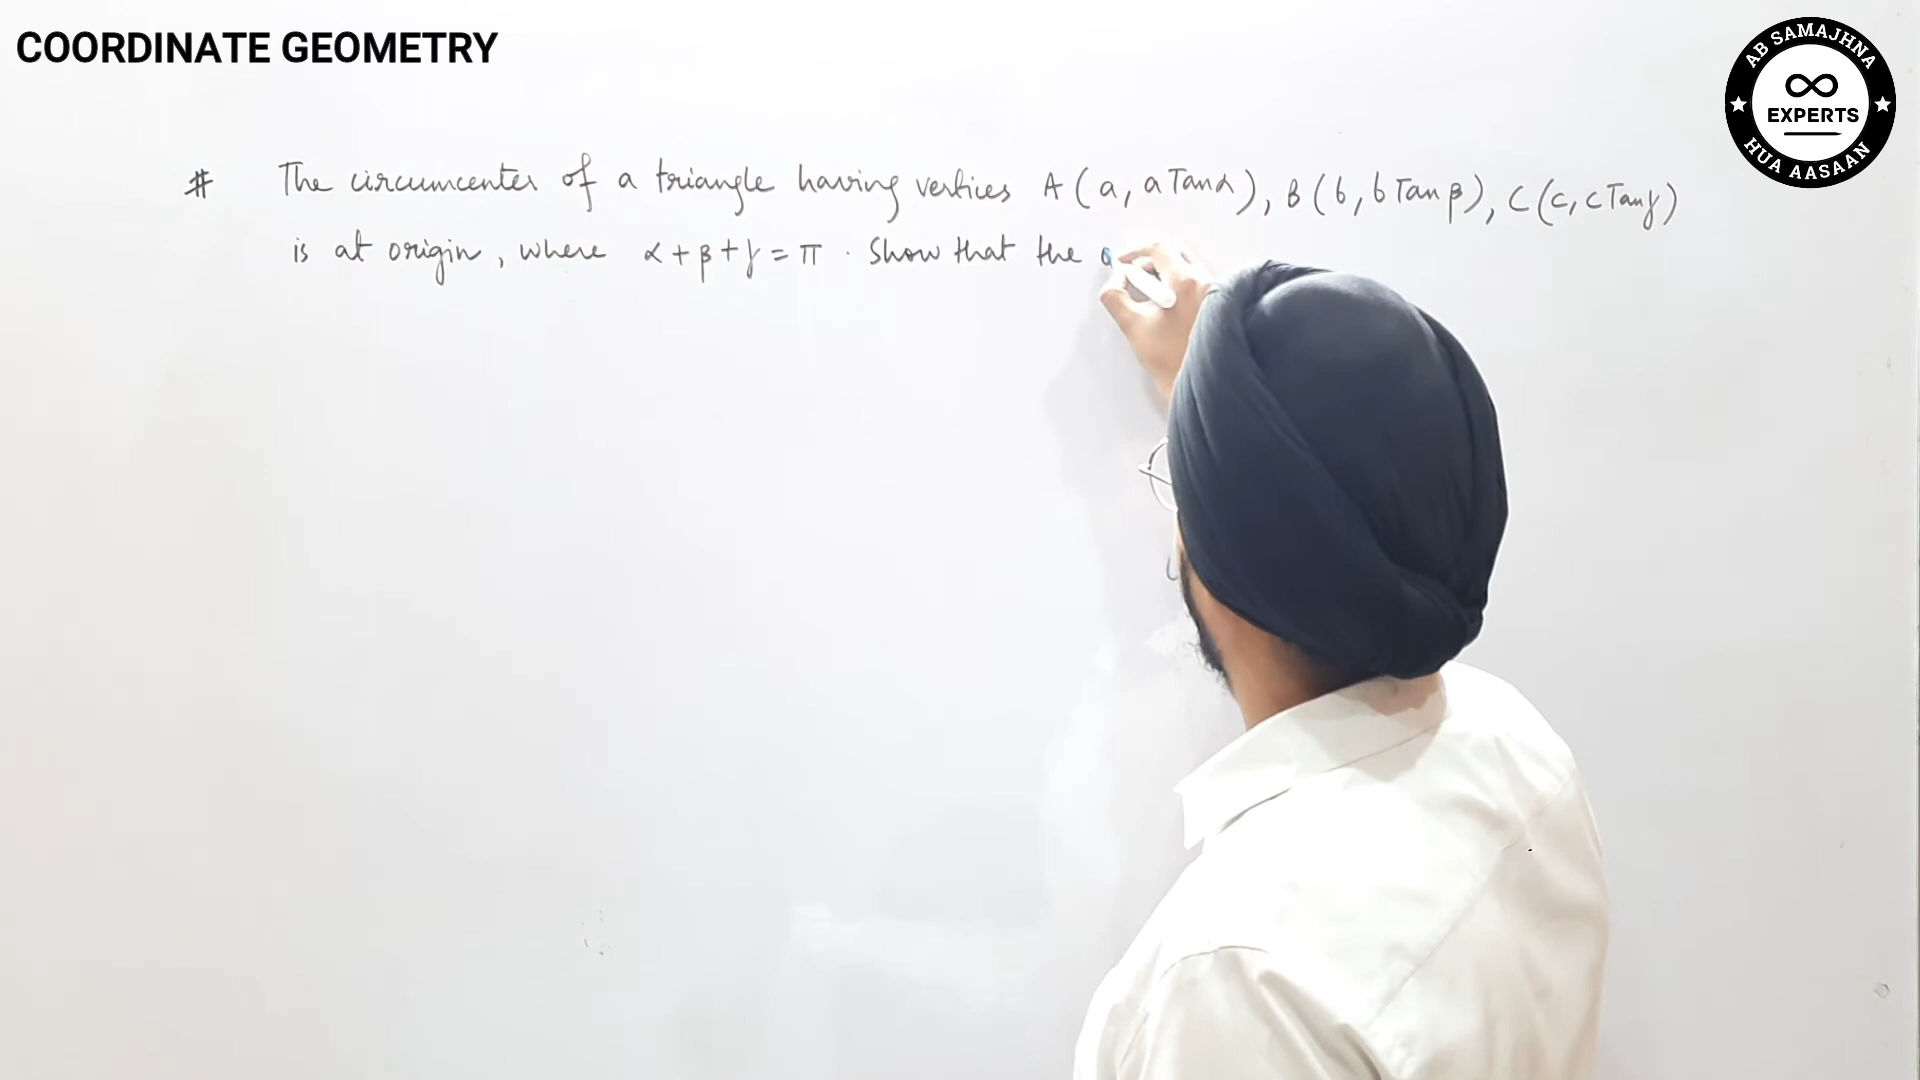 COORDINATE GEOMETRY
AB SAMAJHNA
EXPERTS
HUA AASAAN
# The circumcenter of a triangle having vertices A (a, a Tanα), B (b, b Tan β), C (c, c Tanγ)
is at origin, where α + β + γ = π . Show that the